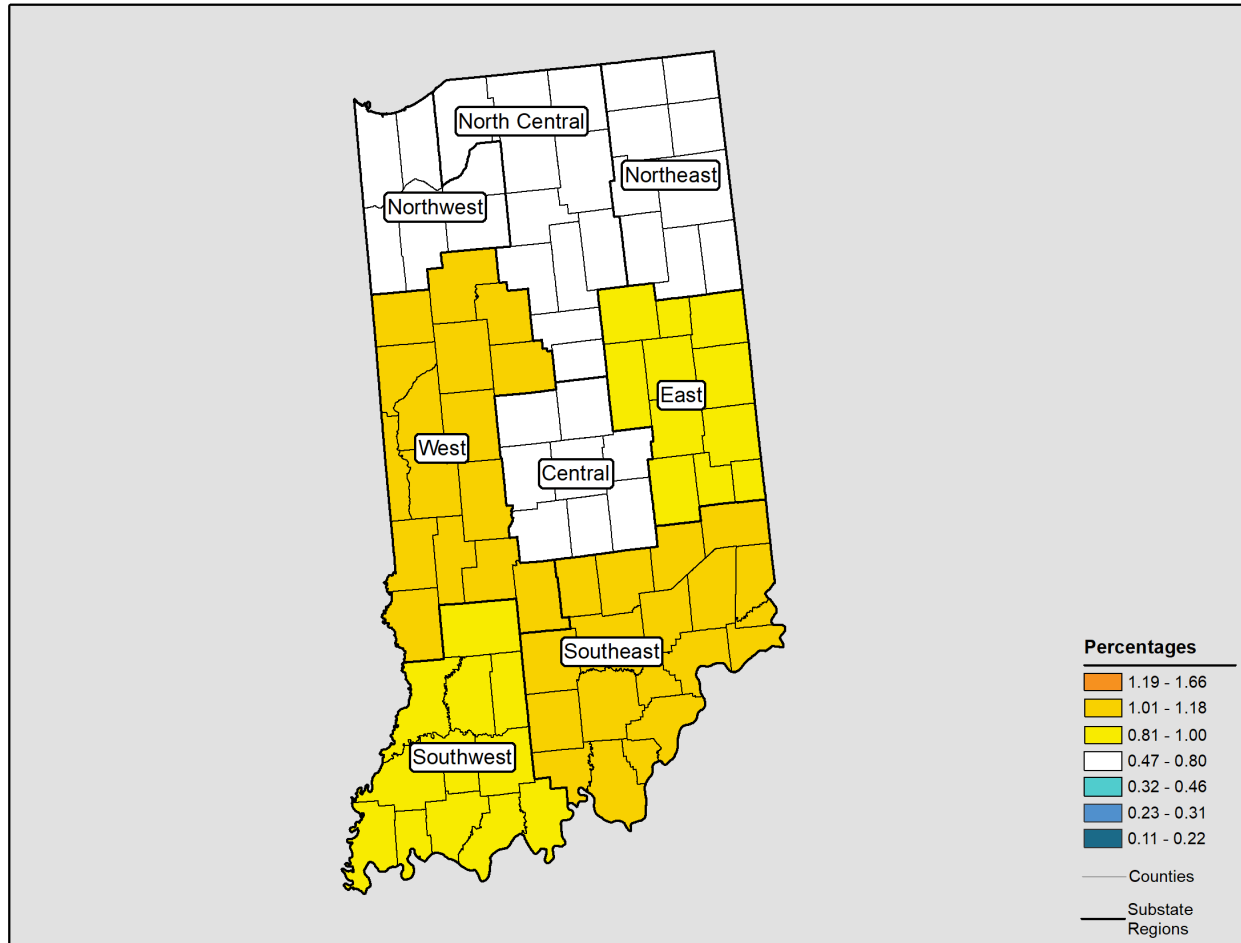 North Central
Northeast
Northwest
East
West
Central
Southeast
Southwest
Percentages
1.19 - 1.66
1.01 - 1.18
0.81 - 1.00
0.47 - 0.80
0.32 - 0.46
0.23 - 0.31
0.11 - 0.22
Counties
Substate
Regions